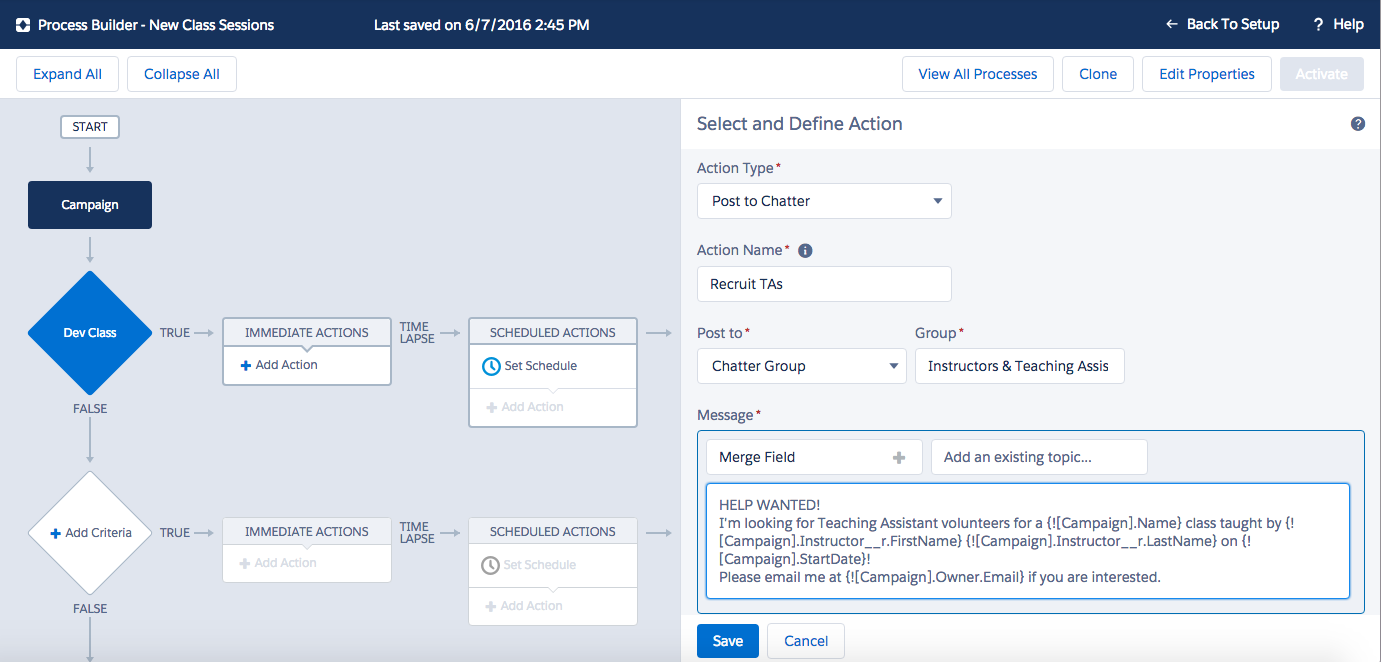 Process Builder - New Class Sessions
Last saved on 6/7/2016 2:45 PM
Back To Setup
? Help
Expand All
Collapse All
View All Processes
Clone
Edit Properties
Activate
START
Campaign
Dev Class
TRUE
IMMEDIATE ACTIONS
+ Add Action
TIME
LAPSE
SCHEDULED ACTIONS
Set Schedule
+ Add Action
FALSE
+ Add Criteria
TRUE
IMMEDIATE ACTIONS
+ Add Action
TIME
LAPSE
SCHEDULED ACTIONS
Set Schedule
+ Add Action
FALSE
Select and Define Action
?
Action Type*
Post to Chatter
Action Name* i
Recruit TAs
Post to*
Group*
Chatter Group
Instructors & Teaching Assis
Message*
Merge Field +
Add an existing topic...
HELP WANTED!
I'm looking for Teaching Assistant volunteers for a {![Campaign].Name} class taught by {!
[Campaign].Instructor__r.FirstName} {![Campaign].Instructor__r.LastName} on {!
[Campaign].StartDate}!
Please email me at {![Campaign].Owner.Email} if you are interested.
Save
Cancel